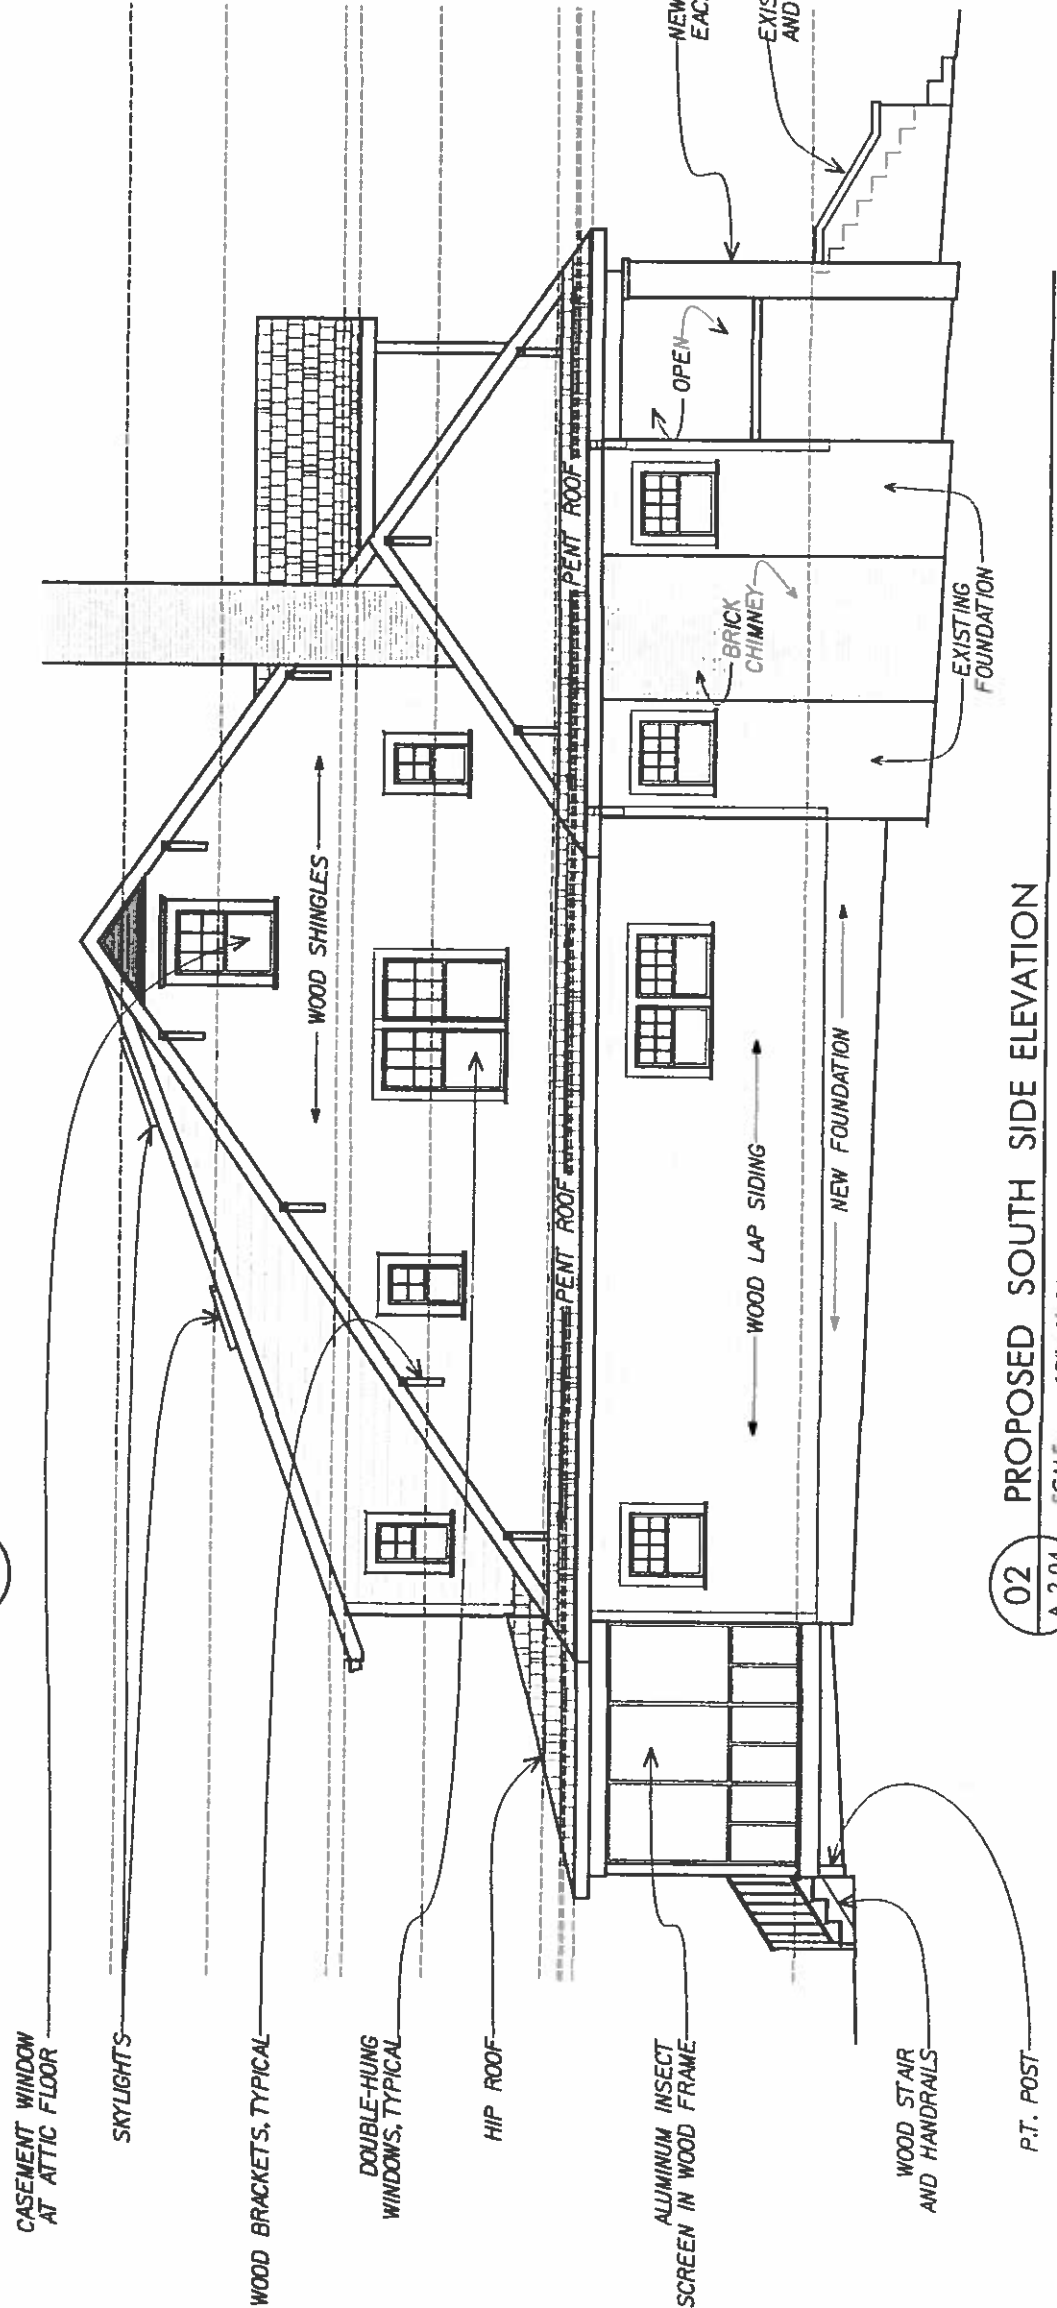 CASEMENT WINDOW
AT ATTIC FLOOR
SKYLIGHTS
WOOD BRACKETS, TYPICAL
DOUBLE-HUNG
WINDOWS, TYPICAL
HIP ROOF
ALUMINUM INSECT
SCREEN IN WOOD FRAME
WOOD STAIR
AND HANDRAILS
P.T. POST
WOOD SHINGLES
PENT ROOF
PENT ROOF
WOOD LAP SIDING
NEW FOUNDATION
BRICK
CHIMNEY
EXISTING
FOUNDATION
OPEN
NEW
EAC
EXIS
AND
02 PROPOSED SOUTH SIDE ELEVATION